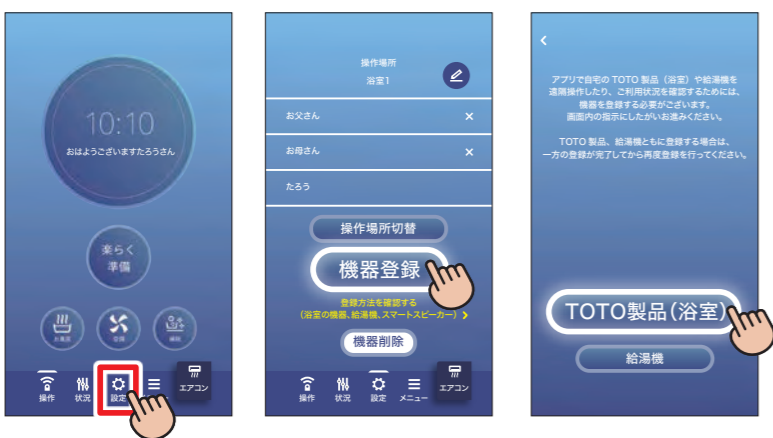 10:10
おはようございますたろうさん
楽らく
準備
お風呂
空調
操作
状況
設定
エアコン
操作場所
浴室1
お父さん
×
お母さん
×
たろう
操作場所切替
機器登録
登録方法を確認する
(浴室の機器、給湯機、スマートスピーカー) >
機器削除
操作
状況
設定
メニュー
エアコン
<
アプリで自宅の TOTO 製品(浴室)や給湯機を
遠隔操作したり、ご利用状況を確認するためには、
機器を登録する必要がございます。
画面内の指示にしたがいお進みください。
TOTO 製品、給湯機ともに登録する場合は、
一方の登録が完了してから再度登録を行ってください。
TOTO製品(浴室)
給湯機